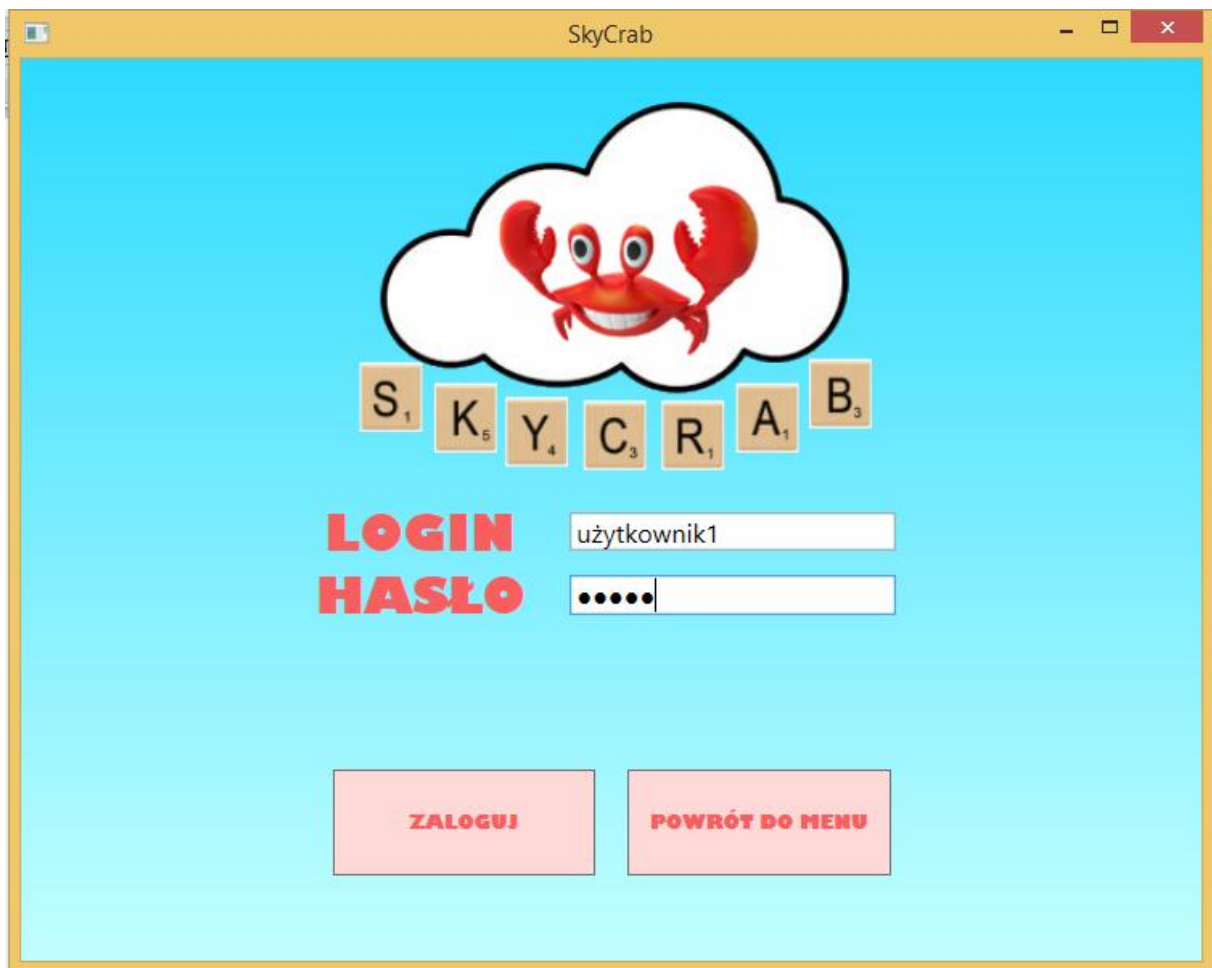 SkyCrab
S1 K5 Y4 C3 R1 A1 B3
LOGIN użytkownik1
HASŁO •••••
ZALOGUJ POWRÓT DO MENU